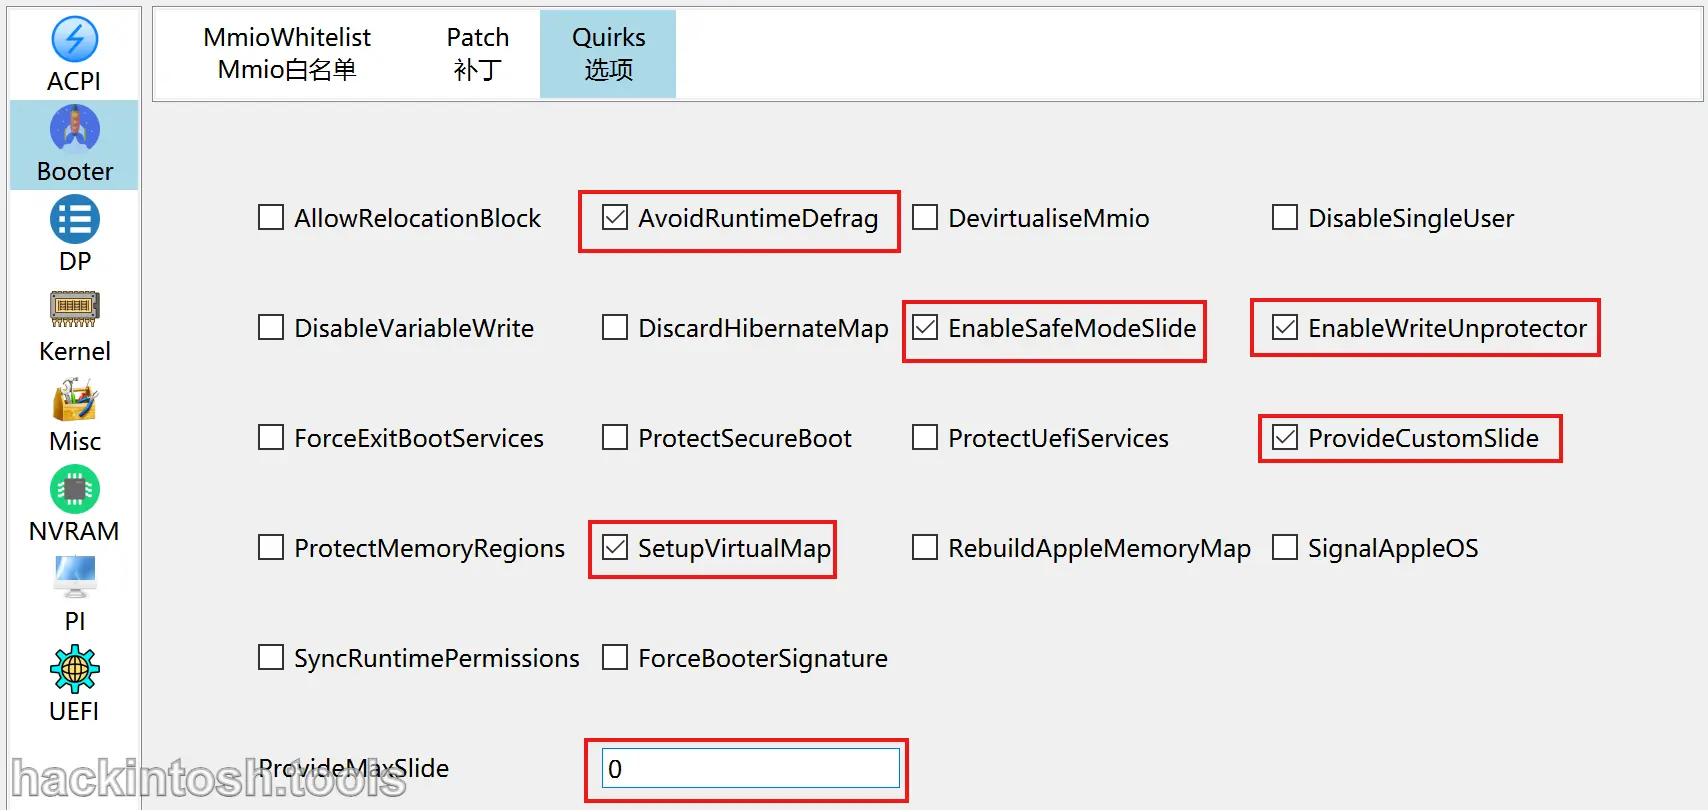 ACPI
Booter
DP
Kernel
Misc
NVRAM
PI
UEFI
MmioWhitelist
Mmio白名单
Patch
补丁
Quirks
选项
AllowRelocationBlock
AvoidRuntimeDefrag
DevirtualiseMmio
DisableSingleUser
DisableVariableWrite
DiscardHibernateMap
EnableSafeModeSlide
EnableWriteUnprotector
ForceExitBootServices
ProtectSecureBoot
ProtectUefiServices
ProvideCustomSlide
ProtectMemoryRegions
SetupVirtualMap
RebuildAppleMemoryMap
SignalAppleOS
SyncRuntimePermissions
ForceBooterSignature
ProvideMaxSlide
0
hackintosh.tools